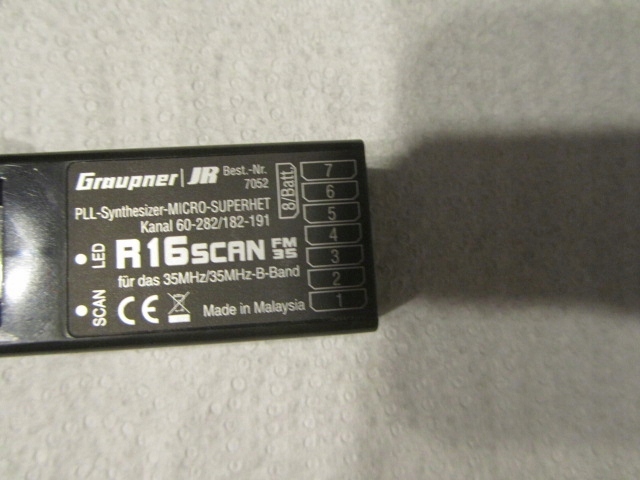 Graupner JR Best.-Nr. 7052
PLL-Synthesizer-MICRO-SUPERHET
Kanal 60-282/182-191
R16SCAN FM 35
für das 35MHz/35MHz-B-Band
CE Made in Malaysia
LED
SCAN
8/Batt.
7
6
5
4
3
2
1